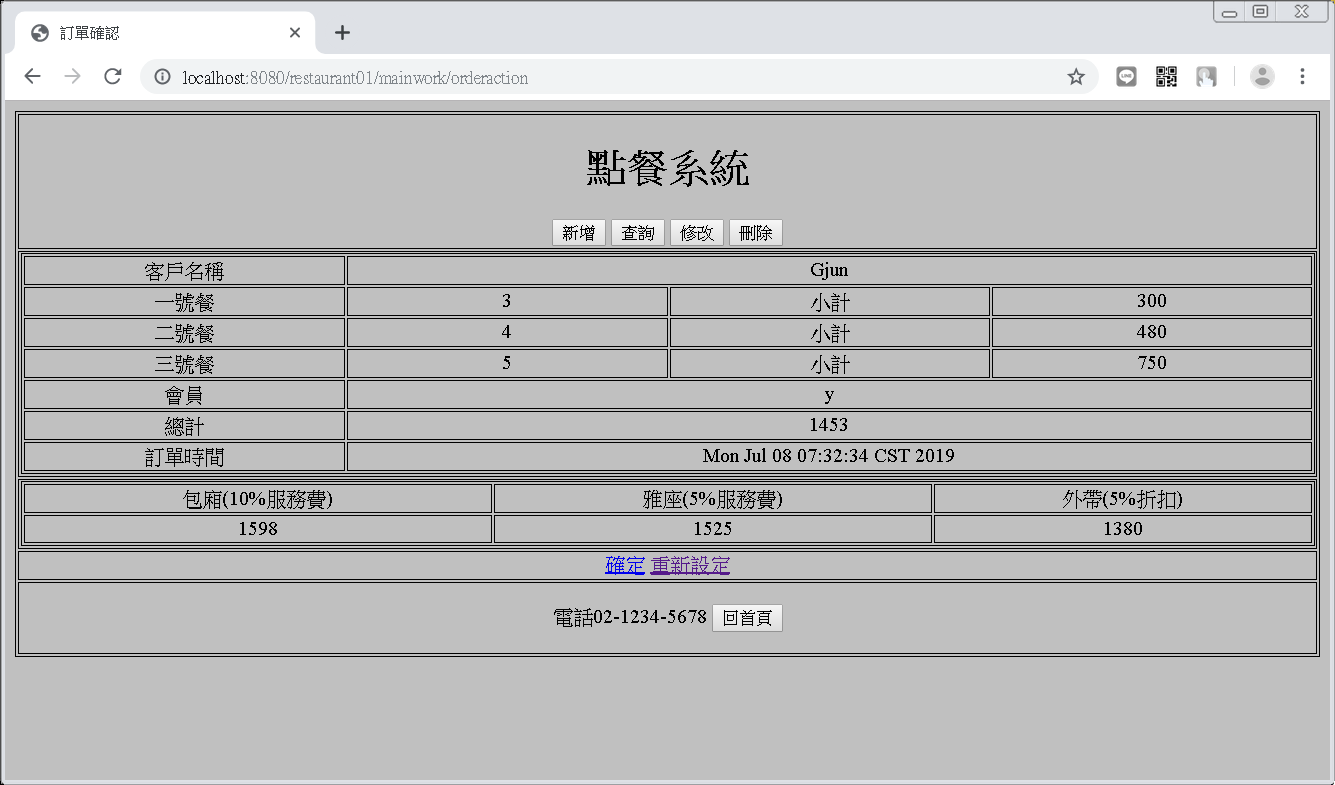 訂單確認
localhost:8080/restaurant01/mainwork/orderaction
點餐系統
新增 查詢 修改 刪除
客戶名稱 Gjun
一號餐 3 小計 300
二號餐 4 小計 480
三號餐 5 小計 750
會員 y
總計 1453
訂單時間 Mon Jul 08 07:32:34 CST 2019
包廂(10%服務費) 雅座(5%服務費) 外帶(5%折扣)
1598 1525 1380
確定 重新設定
電話02-1234-5678 回首頁